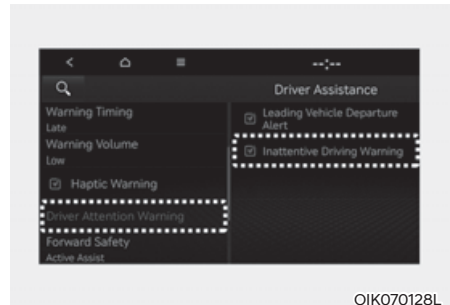 --:--
Driver Assistance
Warning Timing
Late
Warning Volume
Low
Haptic Warning
Driver Attention Warning
Forward Safety
Active Assist
Leading Vehicle Departure
Alert
Inattentive Driving Warning
OIK070128L